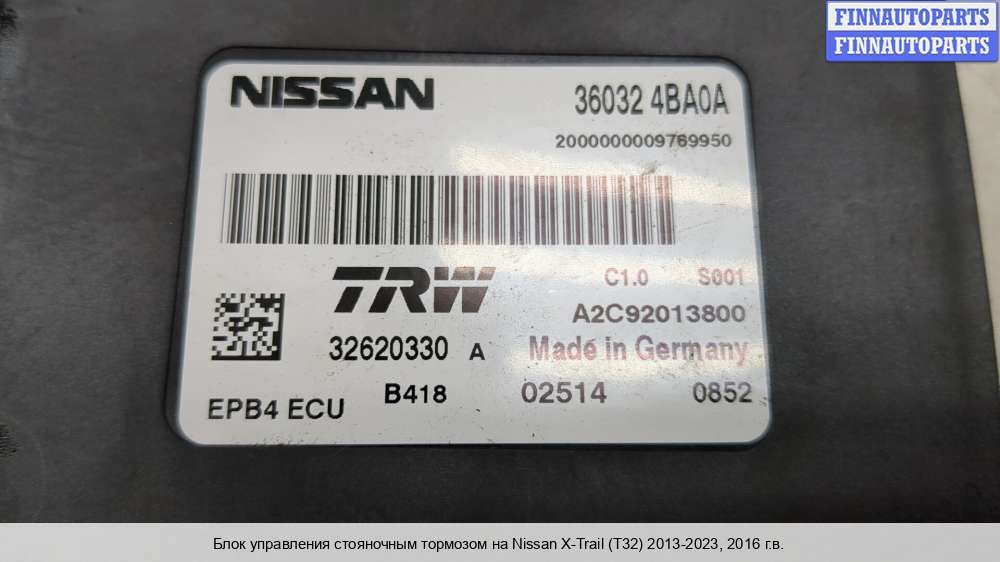 FINNAUTOPARTS
FINNAUTOPARTS
NISSAN 36032 4BA0A
2000000009769950
TRW C1.0 S001
A2C92013800
32620330 A Made in Germany
EPB4 ECU B418 02514 0852
Блок управления стояночным тормозом на Nissan X-Trail (T32) 2013-2023, 2016 г.в.